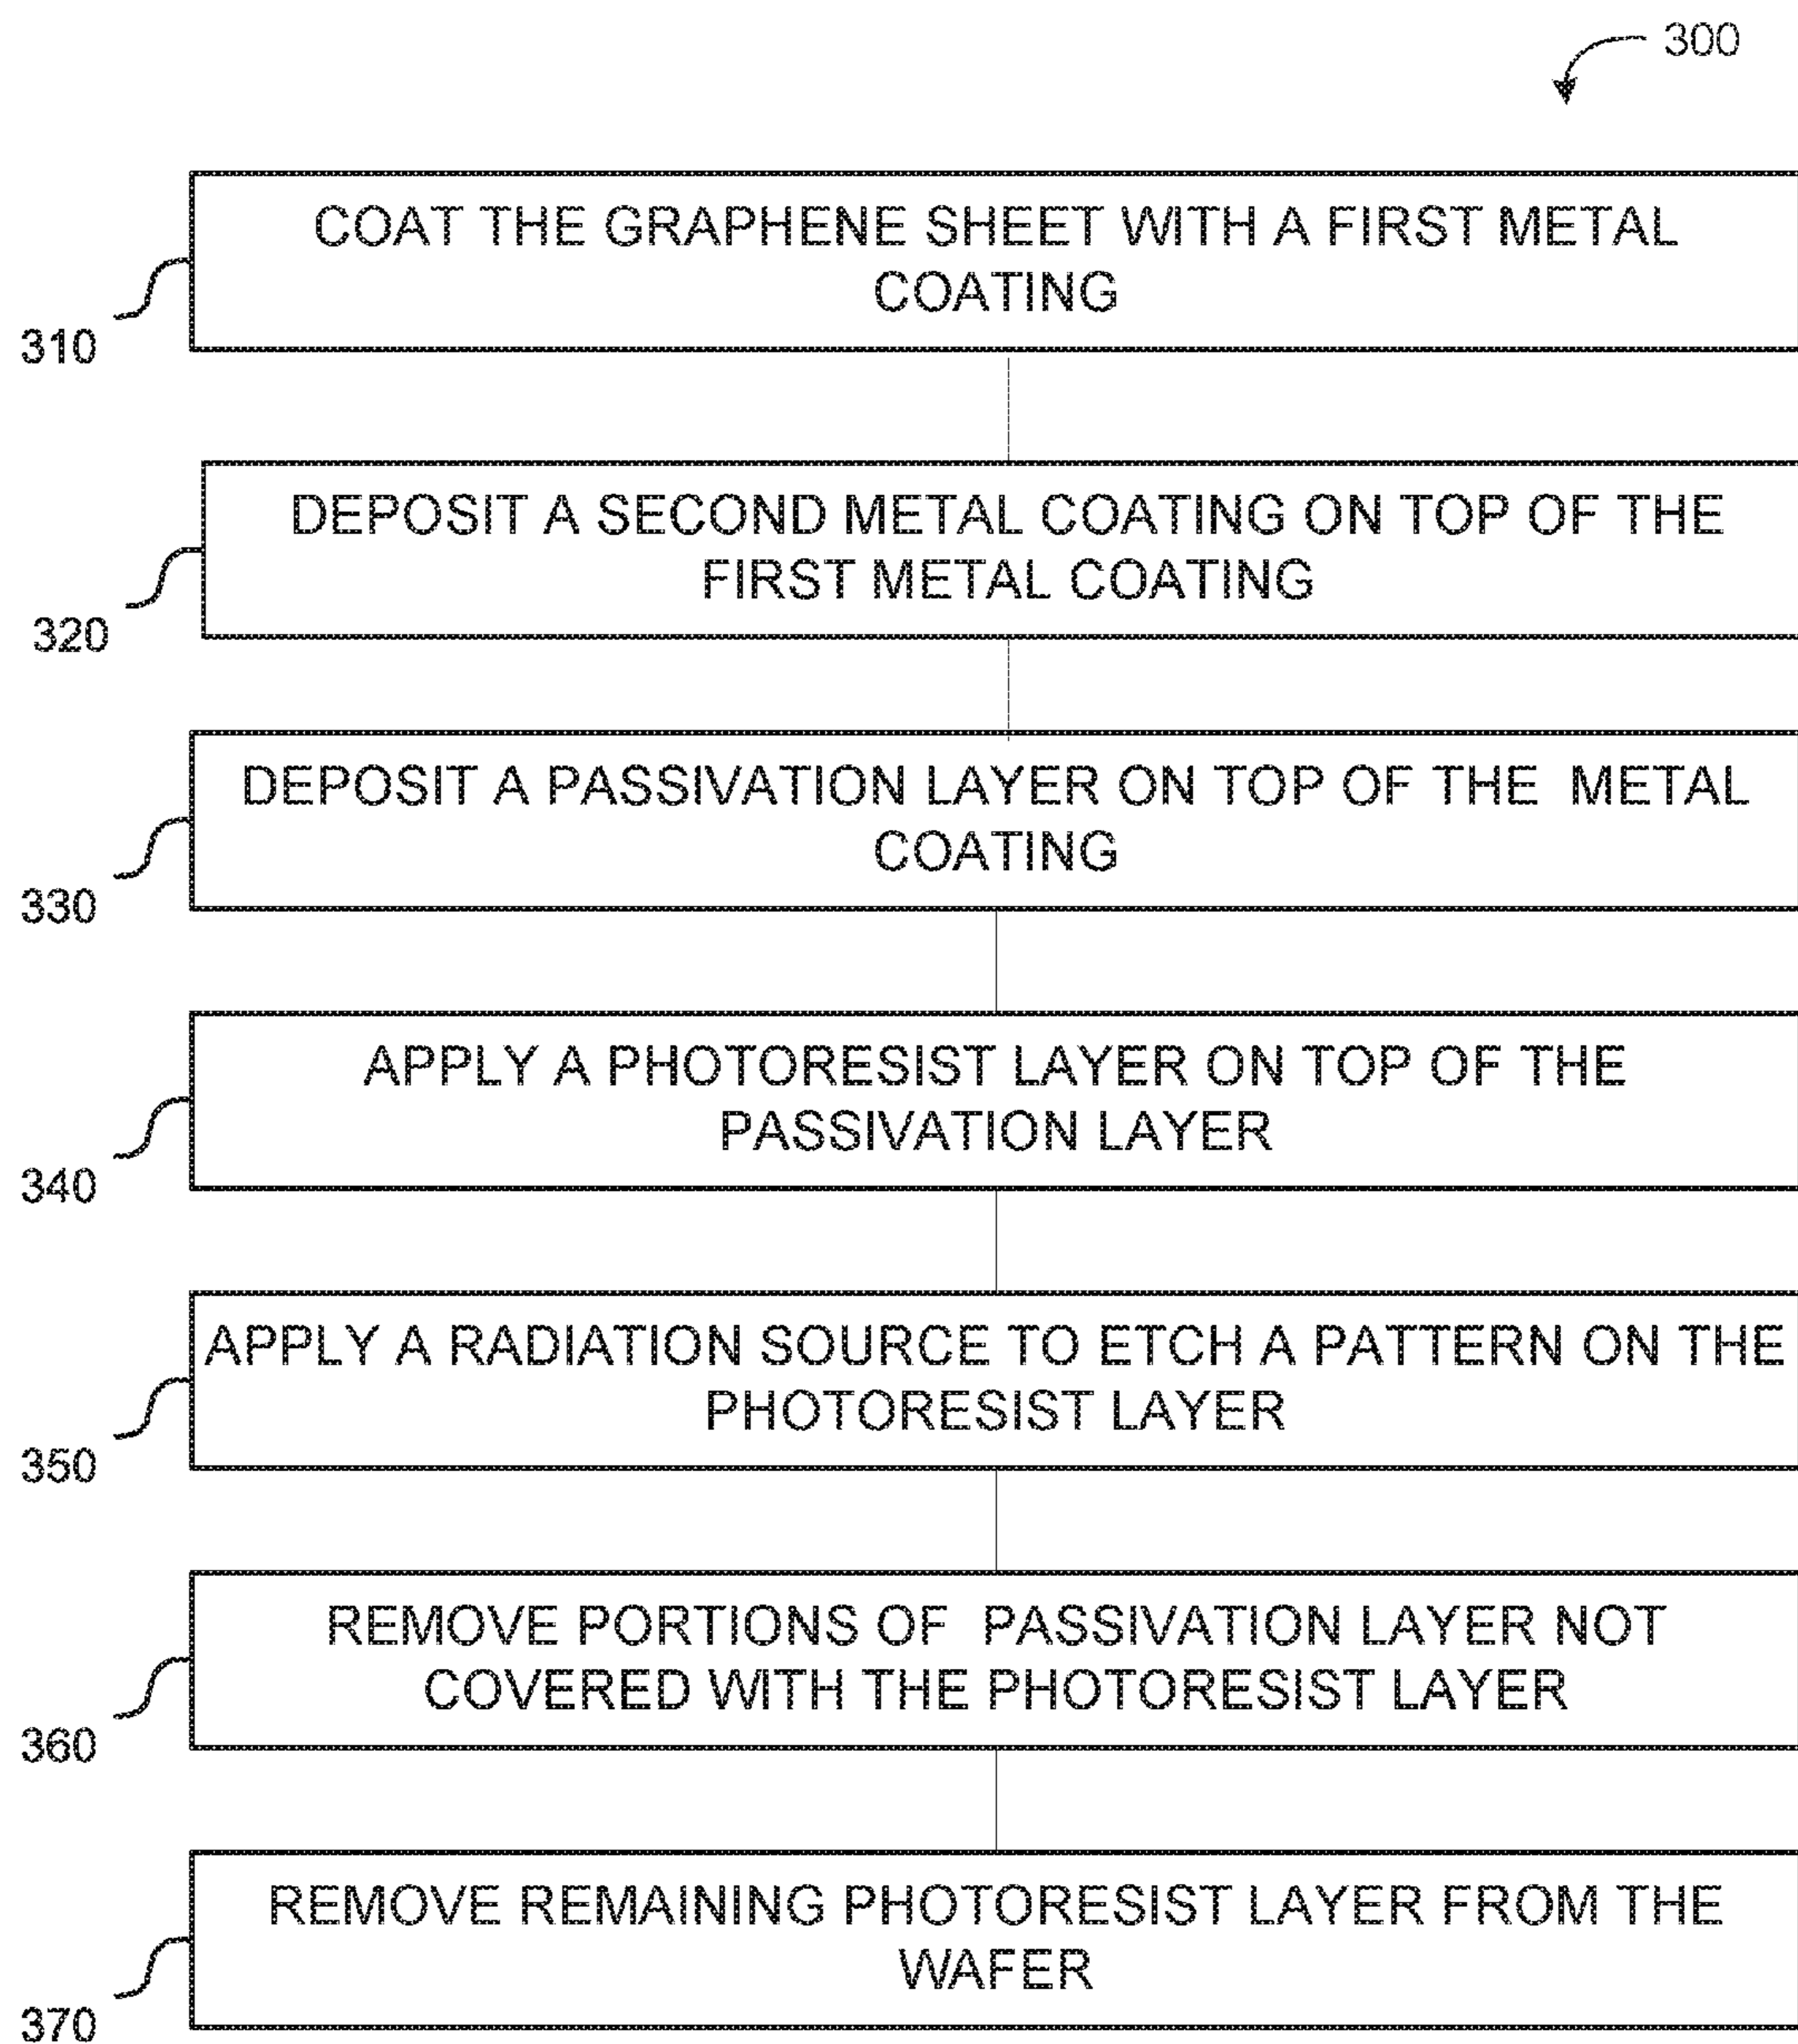 300
COAT THE GRAPHENE SHEET WITH A FIRST METAL
COATING
310
DEPOSIT A SECOND METAL COATING ON TOP OF THE
FIRST METAL COATING
320
DEPOSIT A PASSIVATION LAYER ON TOP OF THE METAL
COATING
330
APPLY A PHOTORESIST LAYER ON TOP OF THE
PASSIVATION LAYER
340
APPLY A RADIATION SOURCE TO ETCH A PATTERN ON THE
PHOTORESIST LAYER
350
REMOVE PORTIONS OF PASSIVATION LAYER NOT
COVERED WITH THE PHOTORESIST LAYER
360
REMOVE REMAINING PHOTORESIST LAYER FROM THE
WAFER
370